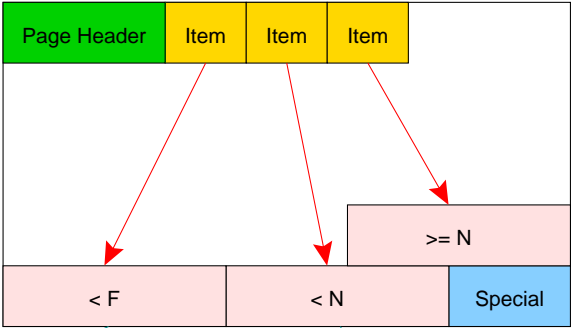 Page Header Item Item Item
>= N
< F < N Special